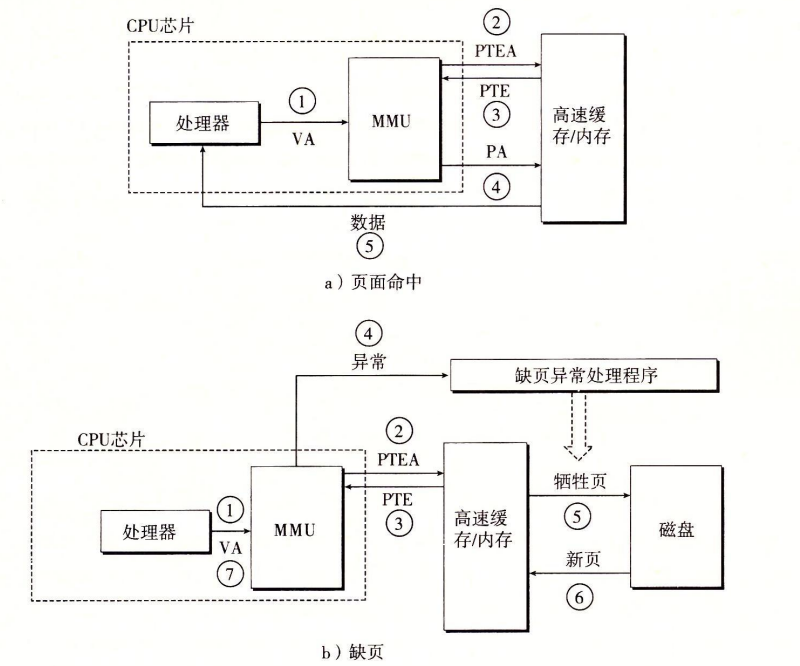 CPU芯片
②
PTEA
①
处理器
VA
MMU
PTE
③
高速缓
存/内存
PA
④
数据
⑤
a）页面命中
④
异常
缺页异常处理程序
CPU芯片
②
PTEA
①
处理器
VA
⑦
MMU
PTE
③
高速缓
存/内存
牺牲页
⑤
磁盘
新页
⑥
b）缺页